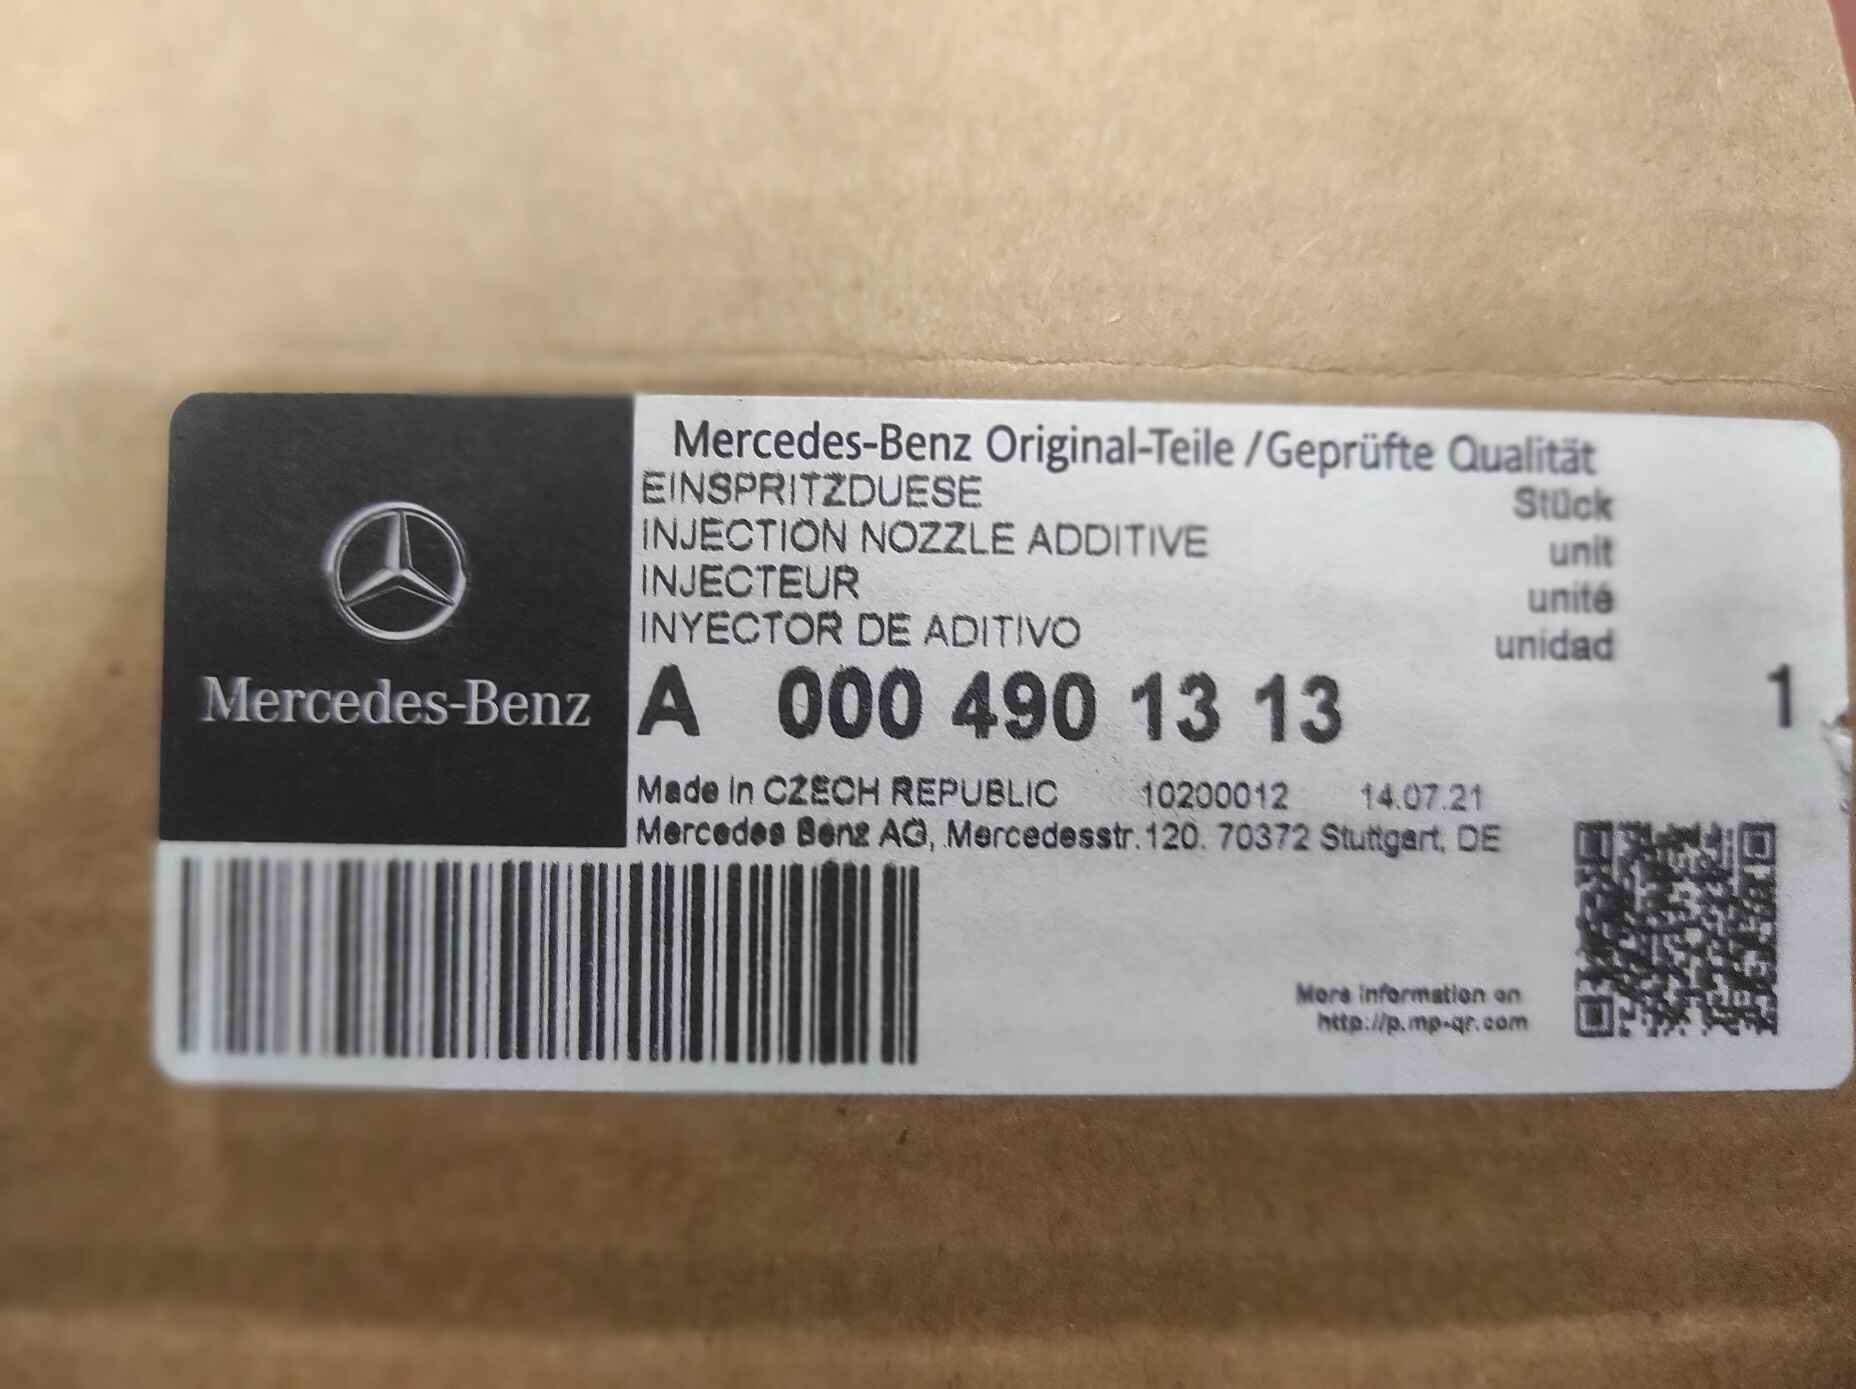 Mercedes-Benz Original-Teile / Geprüfte Qualität
EINSPRITZDUESE Stück
INJECTION NOZZLE ADDITIVE unit
INJECTEUR unité
INYECTOR DE ADITIVO unidad
Mercedes-Benz
A 000 490 13 13 1
Made in CZECH REPUBLIC 10200012 14.07.21
Mercedes Benz AG, Mercedesstr.120. 70372 Stuttgart, DE
More information on
http://p.mp-qr.com